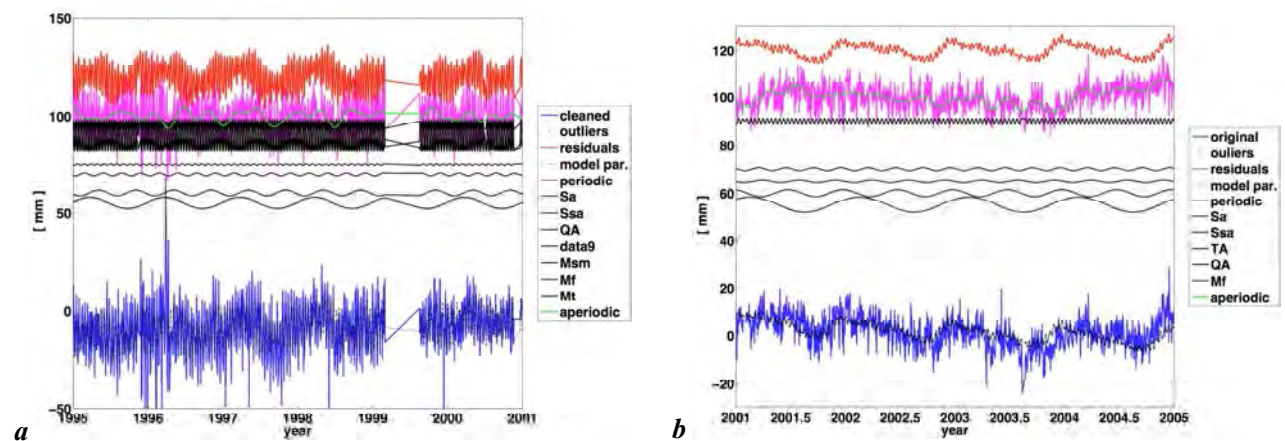 150
100
50
0
−50
[ mm ]
1995 1996 1997 1998 1999 2000 2011
year
cleaned
outliers
residuals
model par.
periodic
Sa
Ssa
QA
data9
Msm
Mf
Mt
aperiodic
a
120
100
80
60
40
20
0
−20
[ mm ]
2001 2001.5 2002 2002.5 2003 2003.5 2004 2004.5 2005
year
original
ouliers
residuals
model par.
periodic
Sa
Ssa
TA
QA
Mf
aperiodic
b